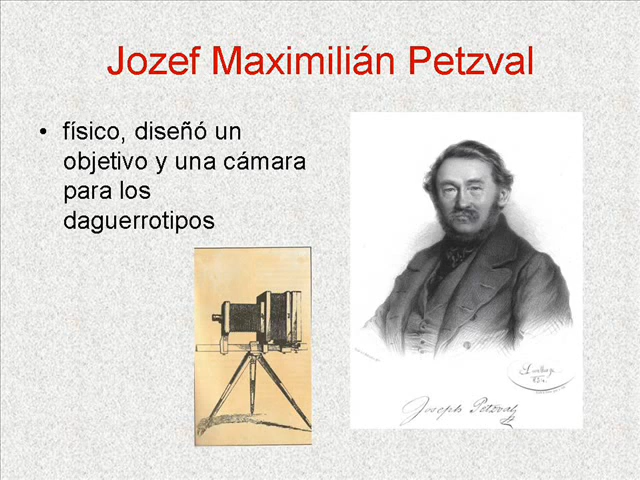 Jozef Maximilián Petzval
• físico, diseñó un
objetivo y una cámara
para los
daguerrotipos
Joseph Petzval